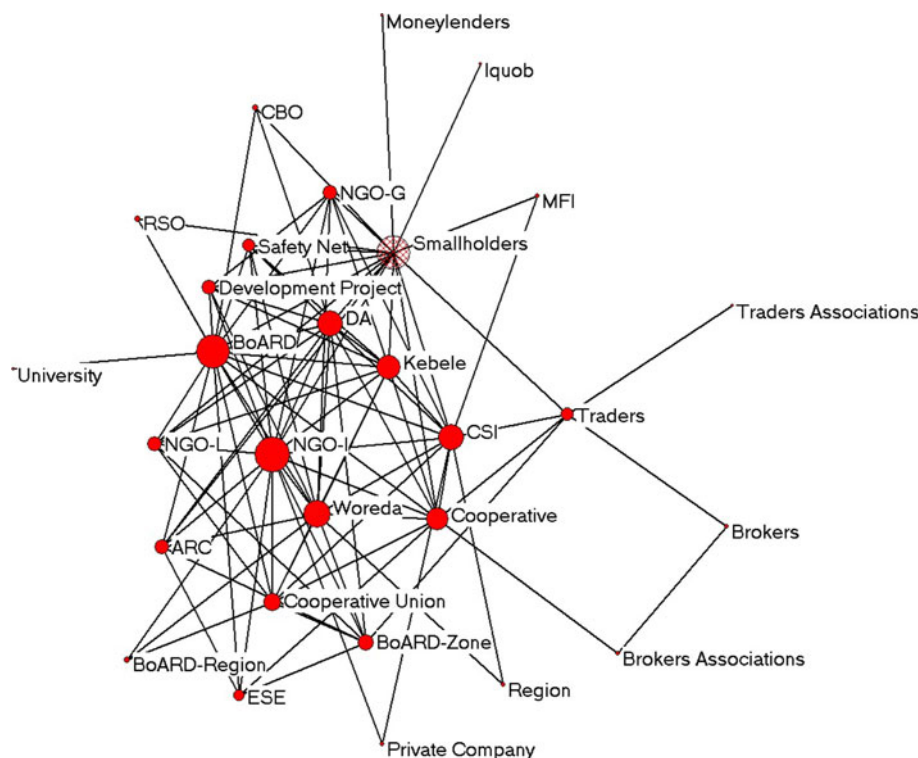 Moneylenders
Iquob
CBO
NGO-G
MFI
RSO
Safety Net
Smallholders
Development Project
Traders Associations
DA
BoARD
Kebele
University
Traders
CSI
NGO-L
NGO-I
Woreda
Cooperative
Brokers
ARC
Cooperative Union
BoARD-Zone
BoARD-Region
Brokers Associations
ESE
Region
Private Company